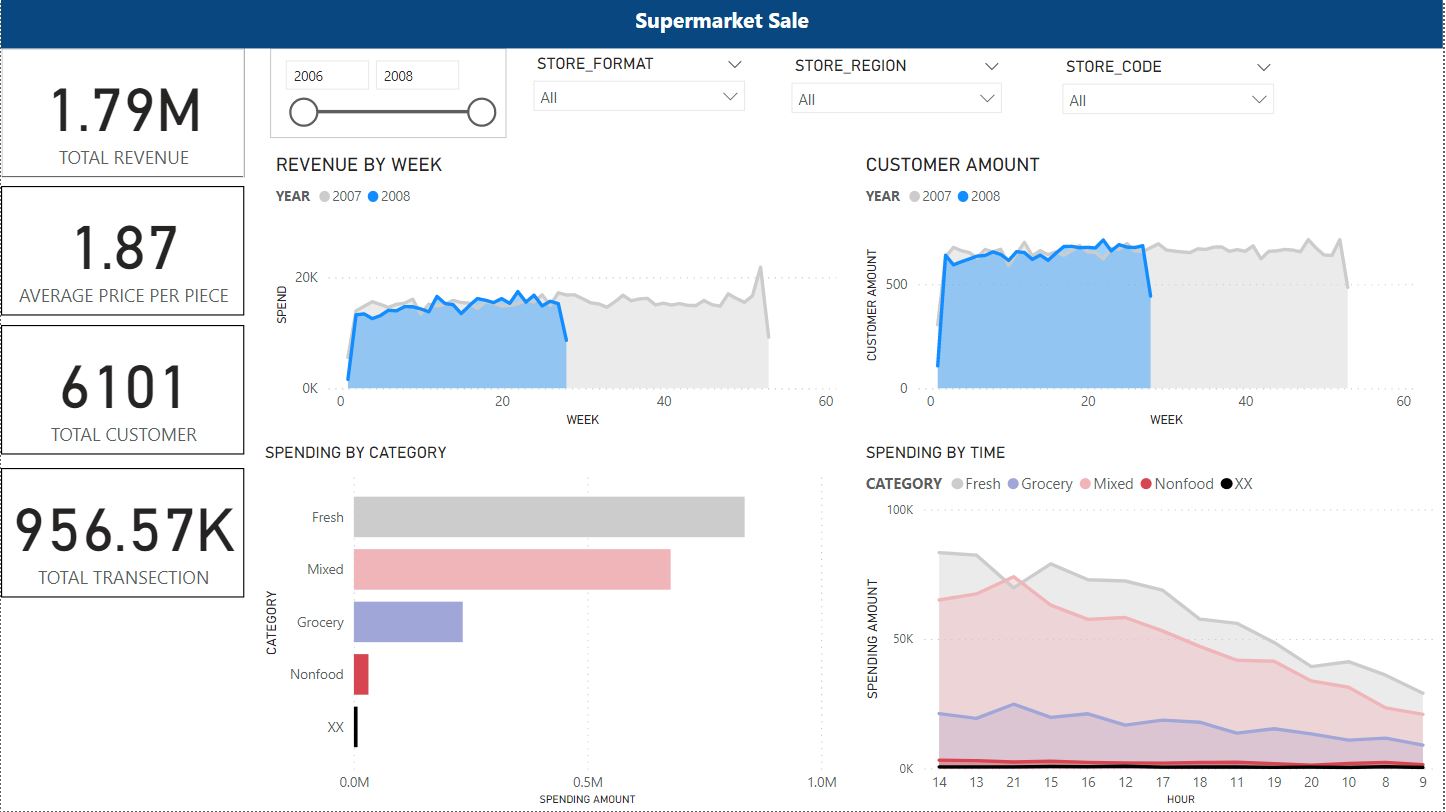 Supermarket Sale
1.79M
TOTAL REVENUE
1.87
AVERAGE PRICE PER PIECE
6101
TOTAL CUSTOMER
956.57K
TOTAL TRANSECTION
2006 2008
STORE_FORMAT
All
STORE_REGION
All
STORE_CODE
All
REVENUE BY WEEK
YEAR 2007 2008
SPEND
20K
0K
0 20 40 60
WEEK
CUSTOMER AMOUNT
YEAR 2007 2008
CUSTOMER AMOUNT
500
0
0 20 40 60
WEEK
SPENDING BY CATEGORY
CATEGORY
Fresh
Mixed
Grocery
Nonfood
XX
0.0M 0.5M 1.0M
SPENDING AMOUNT
SPENDING BY TIME
CATEGORY Fresh Grocery Mixed Nonfood XX
SPENDING AMOUNT
100K
50K
0K
14 13 21 15 16 12 17 18 11 19 20 10 8 9
HOUR